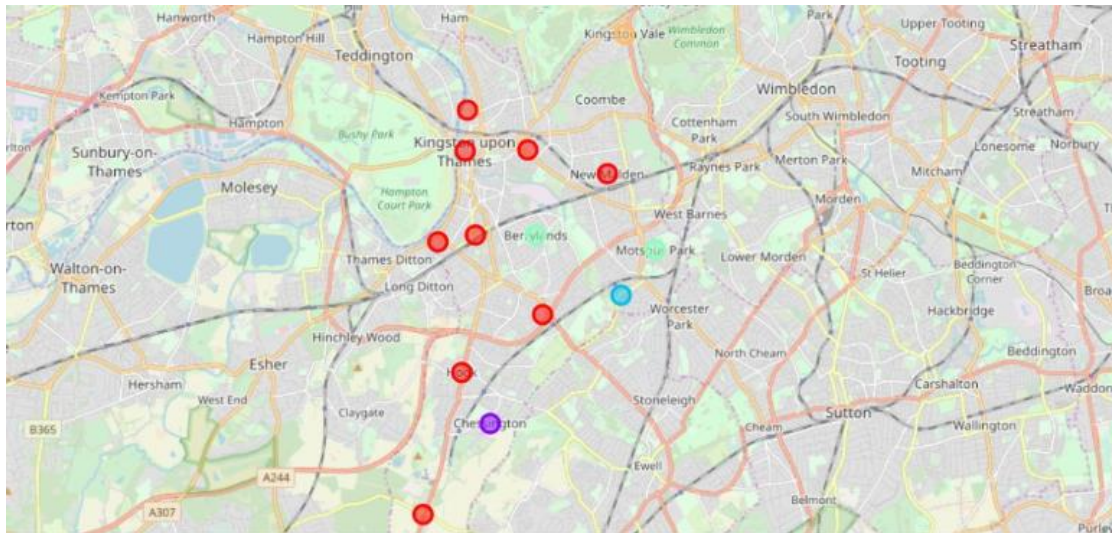 Hanworth
Ham
Park
Upper Tooting
Hampton Hill
Kingston Vale
Wimbledon
Common
Streatham
Teddington
Tooting
Kempton Park
Wimbledon
Coombe
Streatham
Hampton
Bushy Park
Cottenham
Park
South Wimbledon
Sunbury-on-
Thames
Kingston upon
Thames
Lonesome
Norbury
Merton Park
Raynes Park
Mitcham
Molesey
Hampton
Court Park
New Malden
Morden
West Barnes
Berrylands
Motspur Park
Lower Morden
Thames Ditton
Walton-on-
Thames
St Helier
Beddington
Corner
Long Ditton
Worcester
Park
Hackbridge
Hinchley Wood
North Cheam
Beddington
Esher
Hook
Hersham
Carshalton
Waddon
West End
Claygate
Stoneleigh
Sutton
Chessington
Cheam
Wallington
B365
Ewell
A244
Belmont
A307
Purley